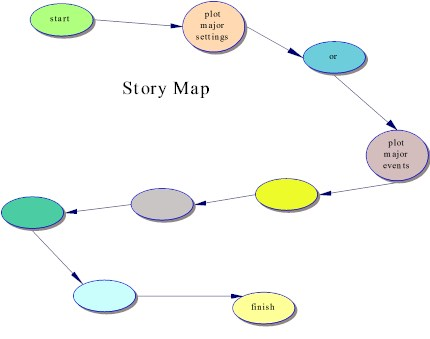 start
plot
major
settings
or
Story Map
plot
major
events
finish